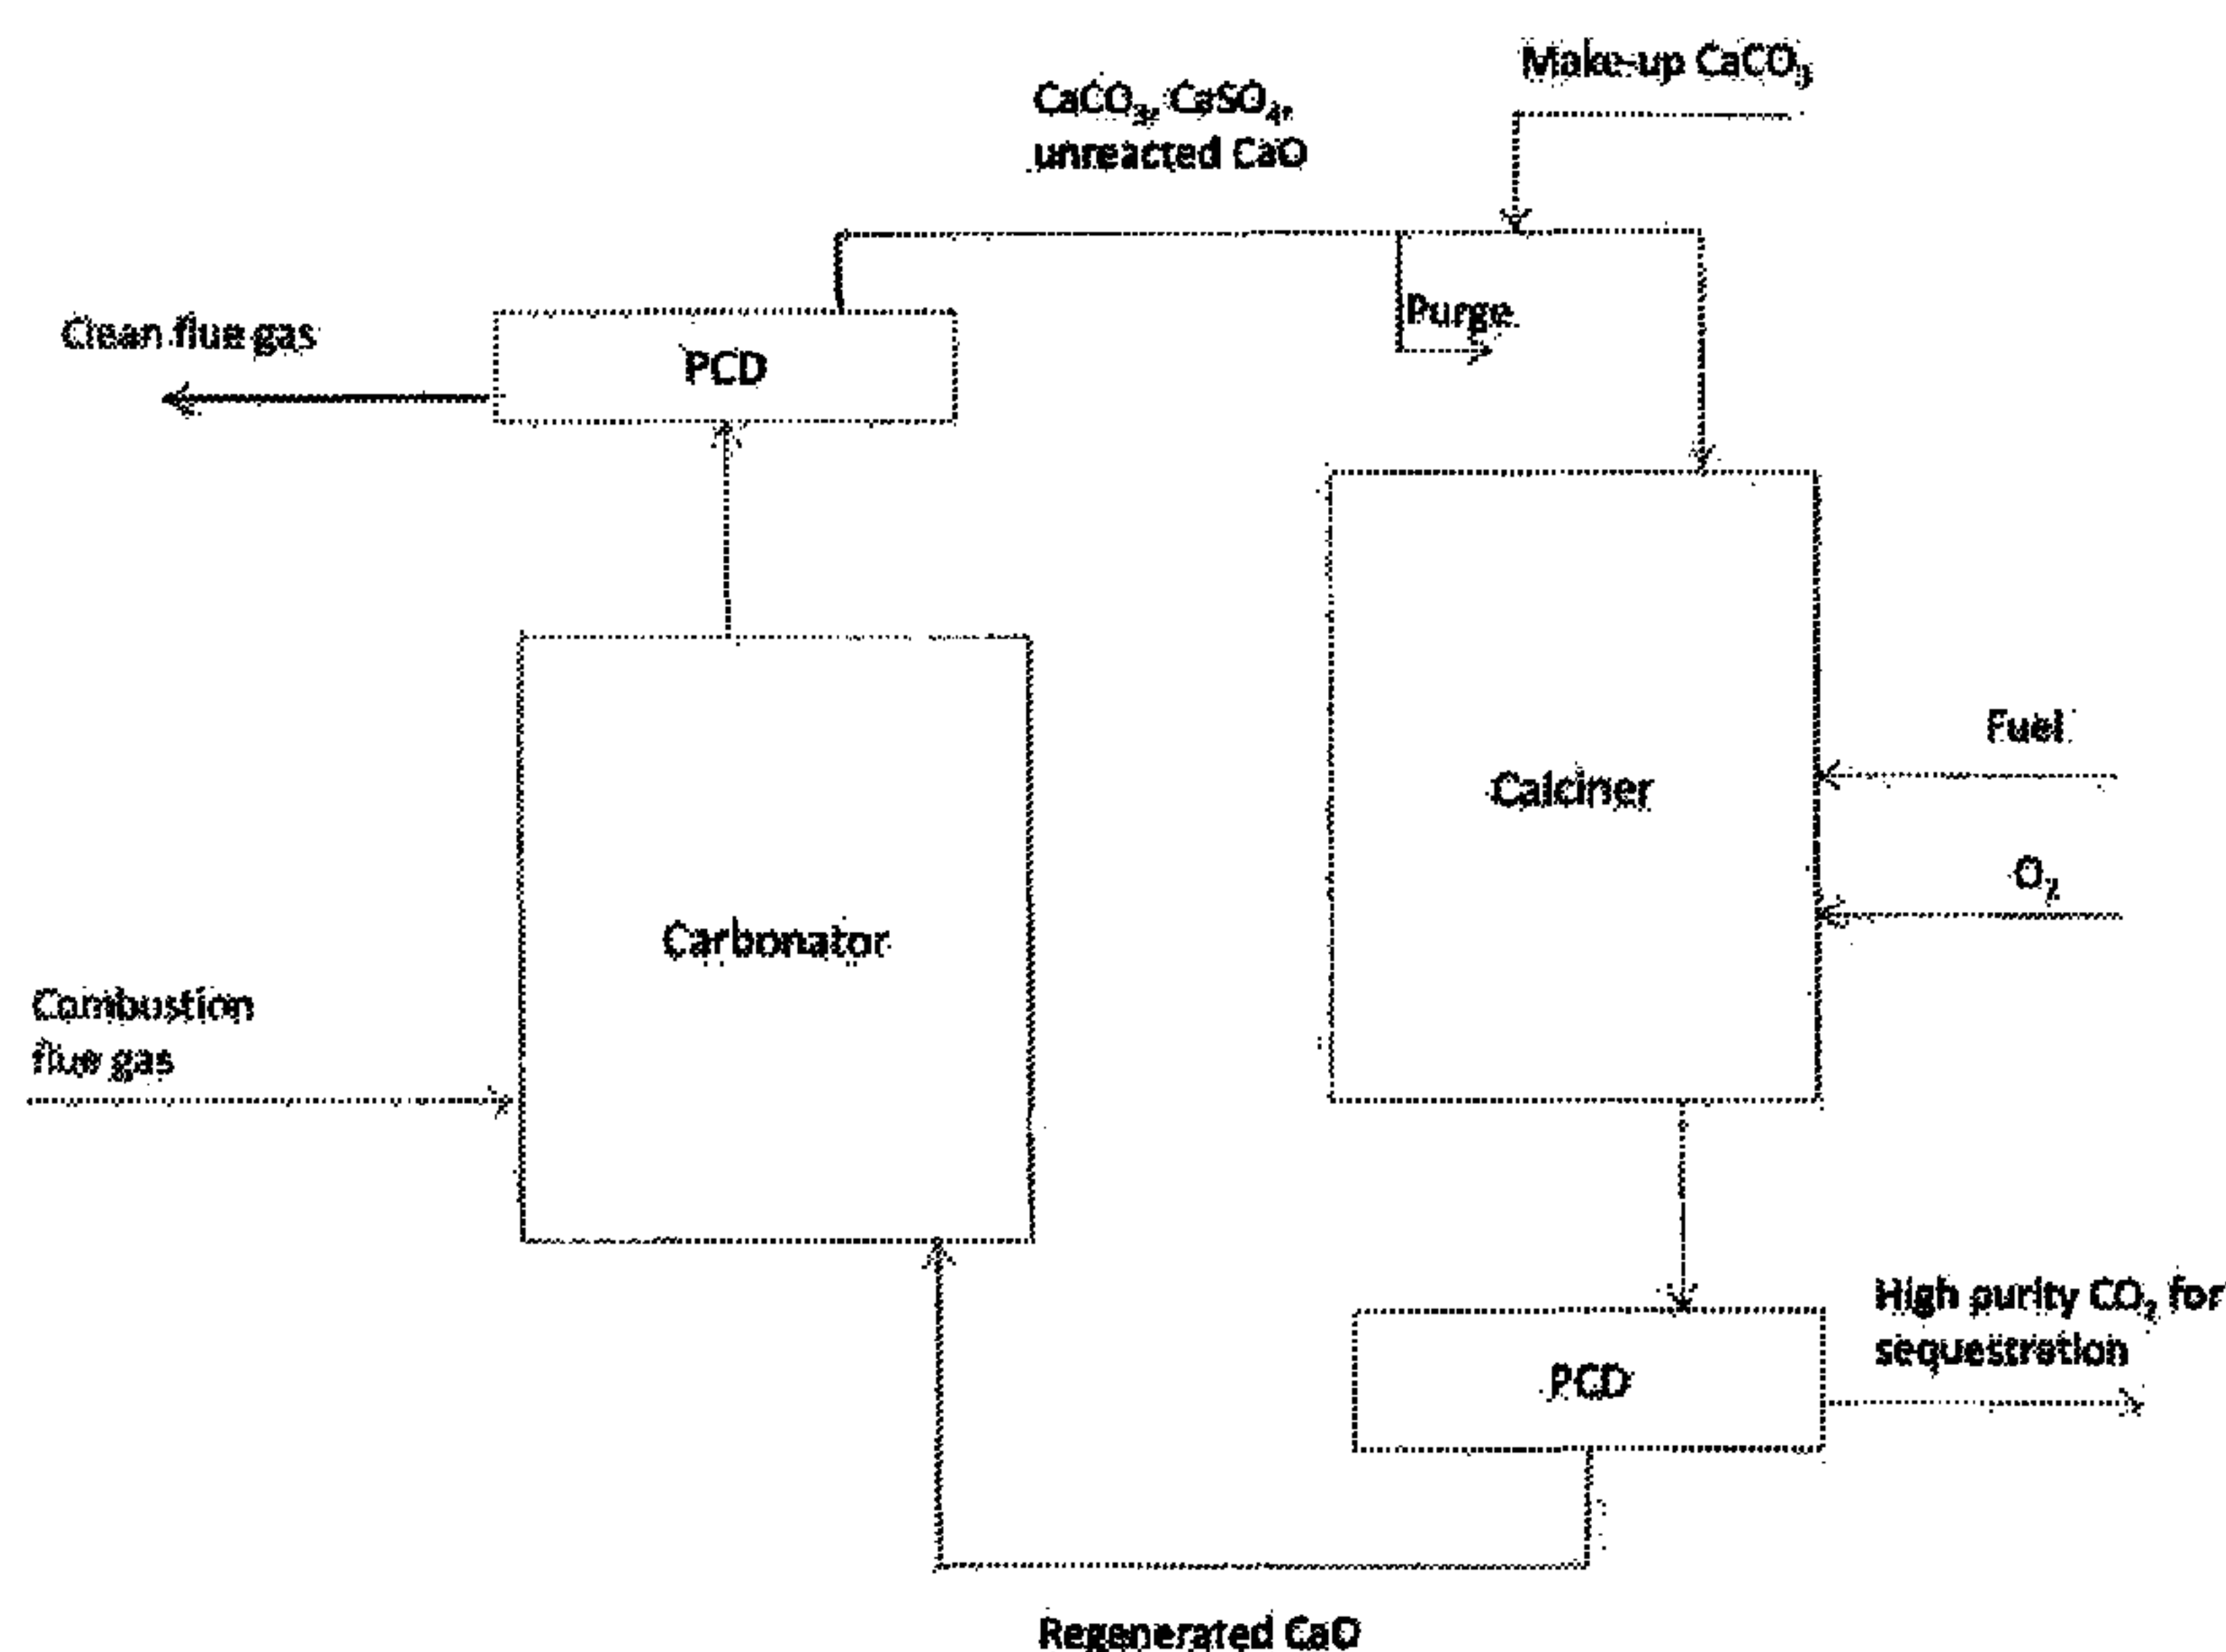 Make-up CaCO₃
CaCO₃, CaSO₄,
unreacted CaO
Clean flue gas
PCD
Purge
Fuel
Calciner
O₂
Carbonator
Combustion
flue gas
High purity CO₂ for
sequestration
PCD
Regenerated CaO